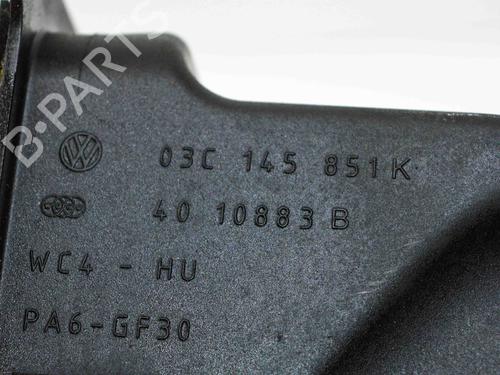 B-PARTS
03C 145 851K
40 10883 B
WC4 - HU
PA6-GF30